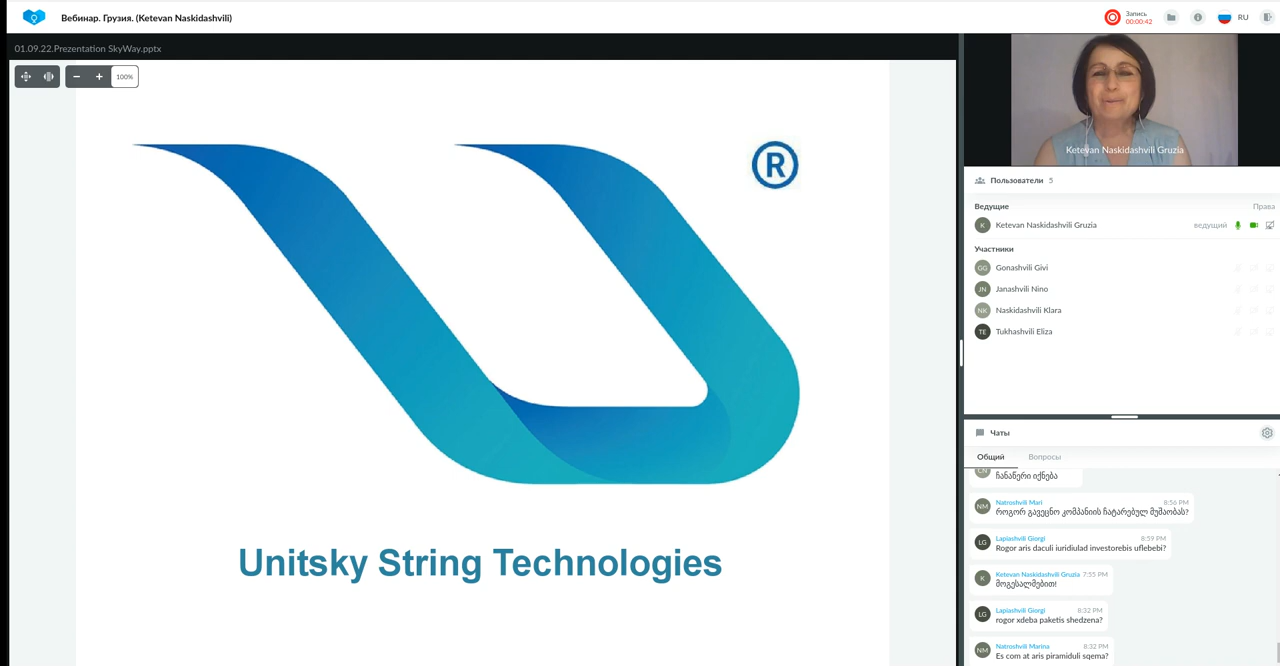 Вебинар. Грузия. (Ketevan Naskidashvili)
Запись
00:00:42
RU
01.09.22.Prezentation SkyWay.pptx
100%
®
Unitsky String Technologies
Ketevan Naskidashvili Gruzia
Пользователи 5
Ведущие Права
K Ketevan Naskidashvili Gruzia ведущий
Участники
GG Gonashvili Givi
JN Janashvili Nino
NK Naskidashvili Klara
TE Tukhashvili Eliza
Чаты
Общий Вопросы
CN ჩანაწერი იქნება
Natroshvili Mari 8:56 PM
NM როგორ გავეცნო კომპანიის ჩატარებულ მუშაობას?
Lapiashvili Giorgi 8:59 PM
LG Rogor aris daculi iuridiulad investorebis uflebebi?
Ketevan Naskidashvili Gruzia 7:55 PM
K მოგესალმებით!
Lapiashvili Giorgi 8:32 PM
LG rogor xdeba paketis shedzena?
Natroshvili Marina 8:32 PM
NM Es com at aris piramiduli sqema?